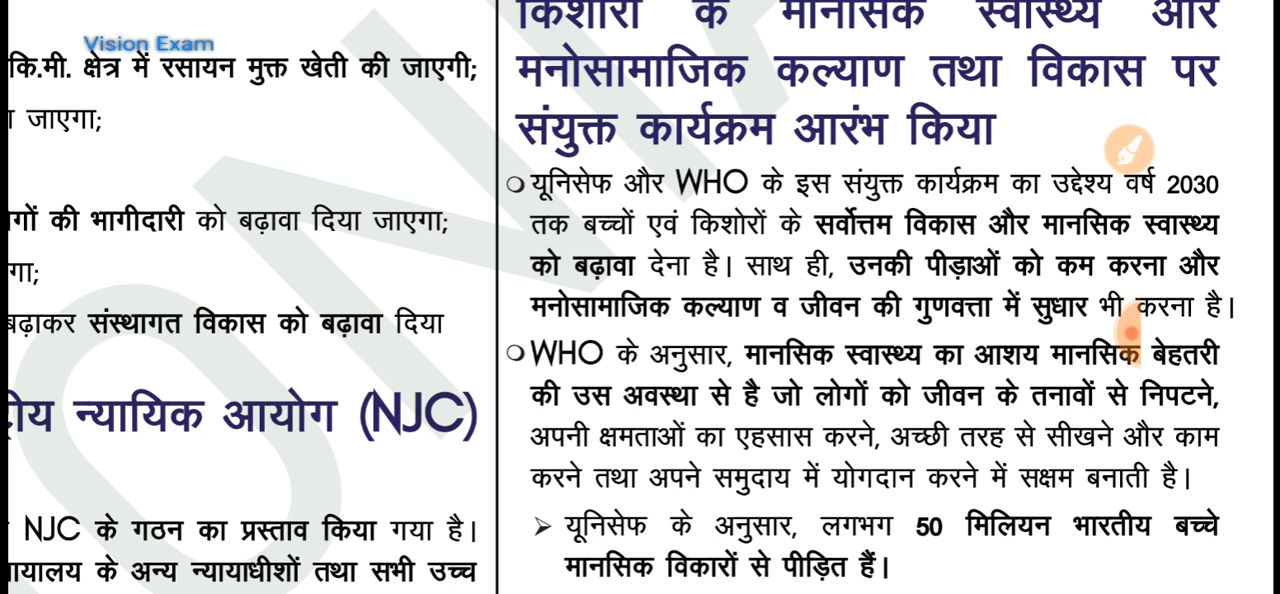 Vision Exam
कि.मी. क्षेत्र में रसायन मुक्त खेती की जाएगी;
जाएगा;
की भागीदारी को बढ़ावा दिया जाएगा;
बढ़ाकर संस्थागत विकास को बढ़ावा दिया
न्यायिक आयोग (NJC)
NJC के गठन का प्रस्ताव किया गया है।
के अन्य न्यायाधीशों तथा सभी उच्च
किशोरों के मानसिक स्वास्थ्य और
मनोसामाजिक कल्याण तथा विकास पर
संयुक्त कार्यक्रम आरंभ किया
यूनिसेफ और WHO के इस संयुक्त कार्यक्रम का उद्देश्य वर्ष 2030
तक बच्चों एवं किशोरों के सर्वोत्तम विकास और मानसिक स्वास्थ्य
को बढ़ावा देना है। साथ ही, उनकी पीड़ाओं को कम करना और
मनोसामाजिक कल्याण व जीवन की गुणवत्ता में सुधार भी करना है।
WHO के अनुसार, मानसिक स्वास्थ्य का आशय मानसिक बेहतरी
की उस अवस्था से है जो लोगों को जीवन के तनावों से निपटने,
अपनी क्षमताओं का एहसास करने, अच्छी तरह से सीखने और काम
करने तथा अपने समुदाय में योगदान करने में सक्षम बनाती है।
➢ यूनिसेफ के अनुसार, लगभग 50 मिलियन भारतीय बच्चे
मानसिक विकारों से पीड़ित हैं।